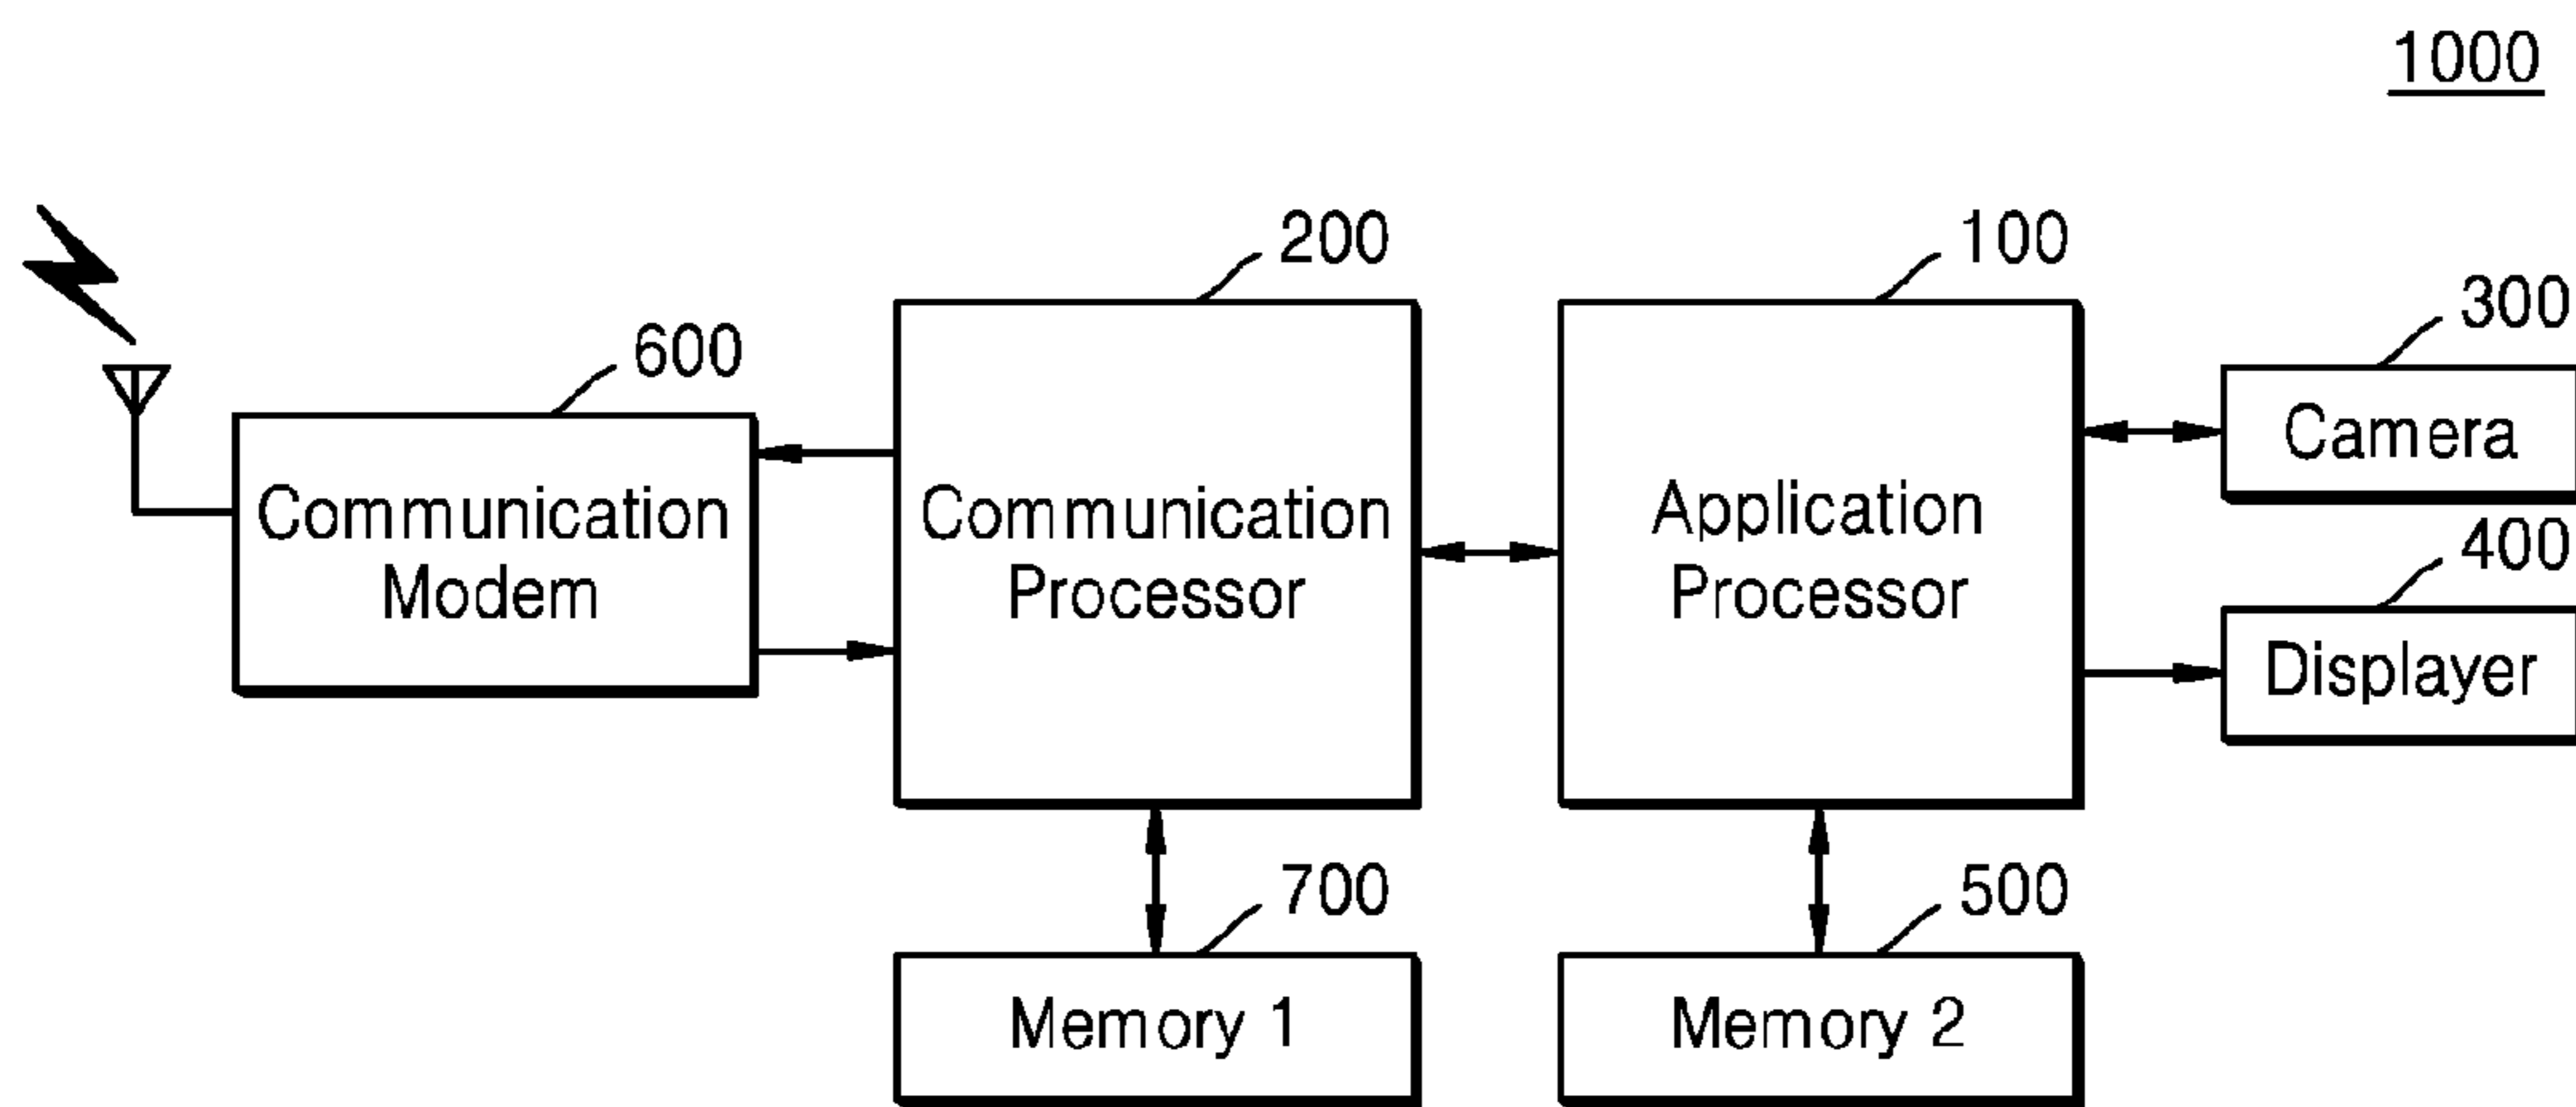 1000
200
100
300
600
Camera
Communication
Modem
Communication
Processor
Application
Processor
400
Displayer
700
500
Memory 1
Memory 2